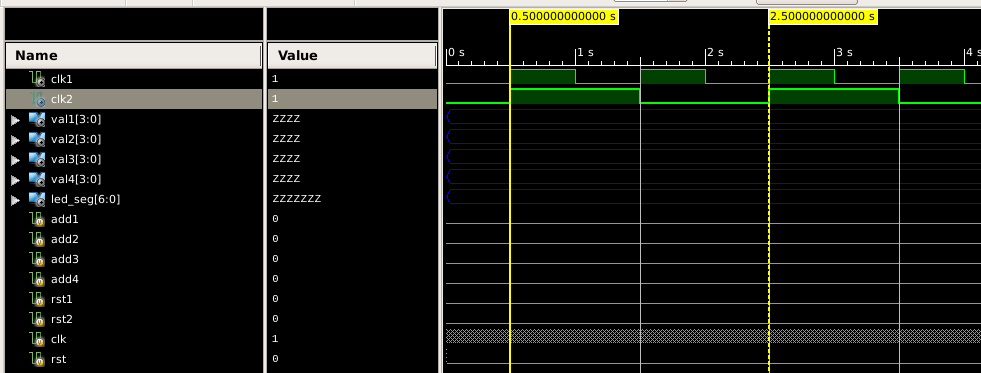 0.500000000000 s 2.500000000000 s
0 s 1 s 2 s 3 s 4 s
Name Value
clk1 1
clk2 1
val1[3:0] ZZZZ
val2[3:0] ZZZZ
val3[3:0] ZZZZ
val4[3:0] ZZZZ
led_seg[6:0] ZZZZZZZ
add1 0
add2 0
add3 0
add4 0
rst1 0
rst2 0
clk 1
rst 0